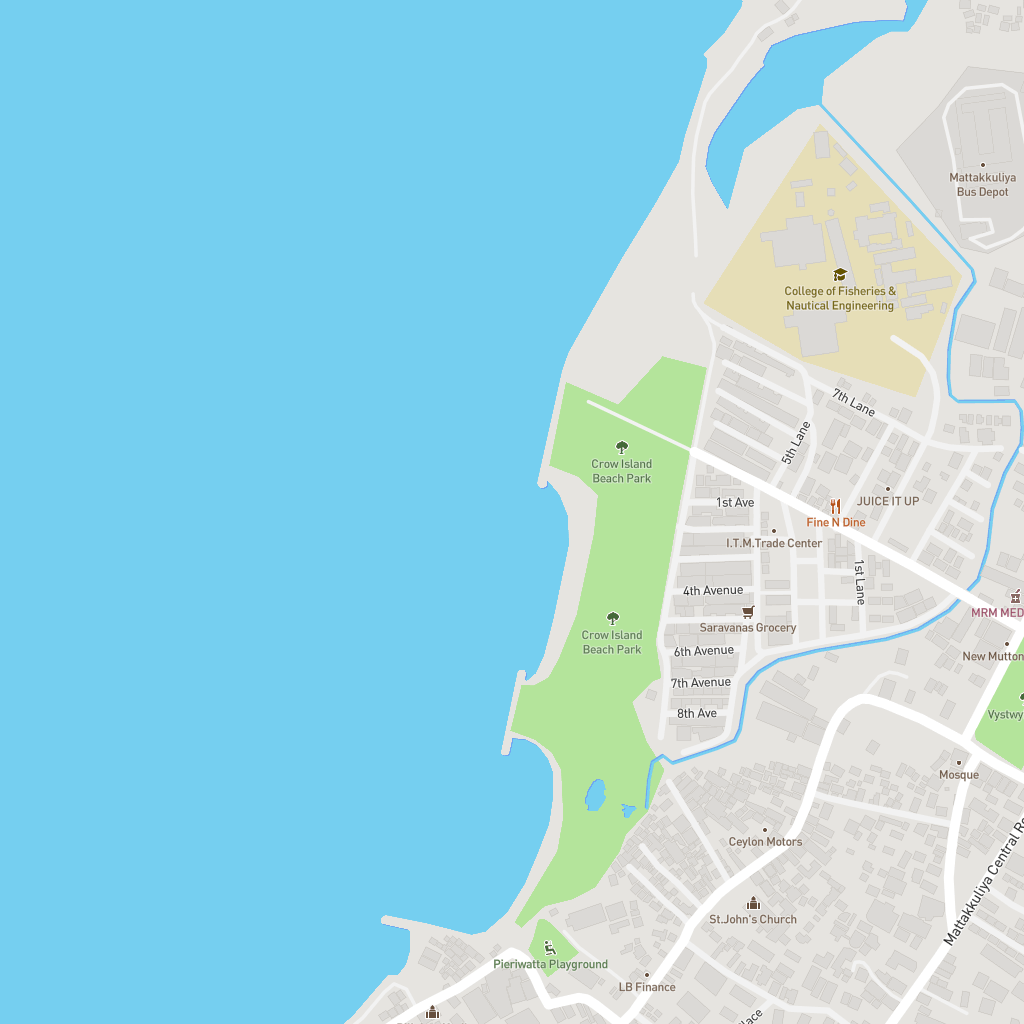 Mattakkuliya
Bus Depot
College of Fisheries &
Nautical Engineering
7th Lane
5th Lane
Crow Island
Beach Park
1st Ave
JUICE IT UP
Fine N Dine
I.T.M.Trade Center
1st Lane
4th Avenue
MRM MED
Saravanas Grocery
Crow Island
Beach Park
6th Avenue
New Mutton
7th Avenue
8th Ave
Vystwy
Mosque
Ceylon Motors
Mattakkuliya Central Ro
St.John's Church
Pieriwatta Playground
LB Finance
lace